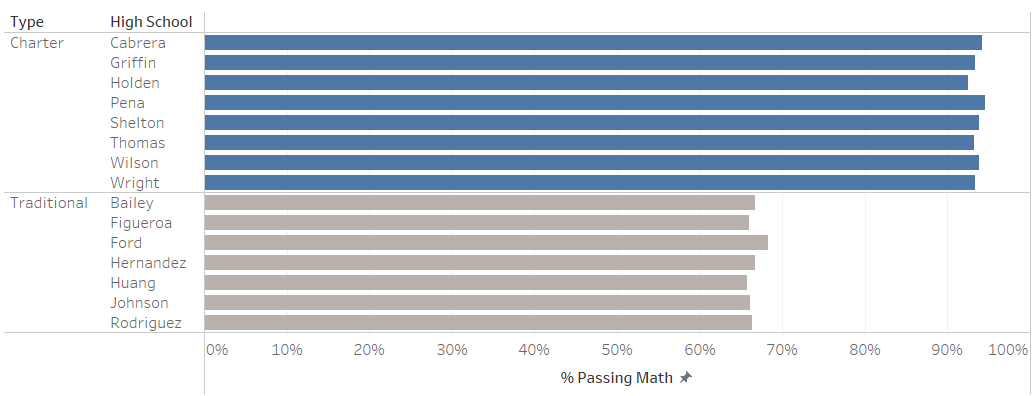 Type High School
Charter Cabrera
Griffin
Holden
Pena
Shelton
Thomas
Wilson
Wright
Traditional Bailey
Figueroa
Ford
Hernandez
Huang
Johnson
Rodriguez
0% 10% 20% 30% 40% 50% 60% 70% 80% 90% 100%
% Passing Math